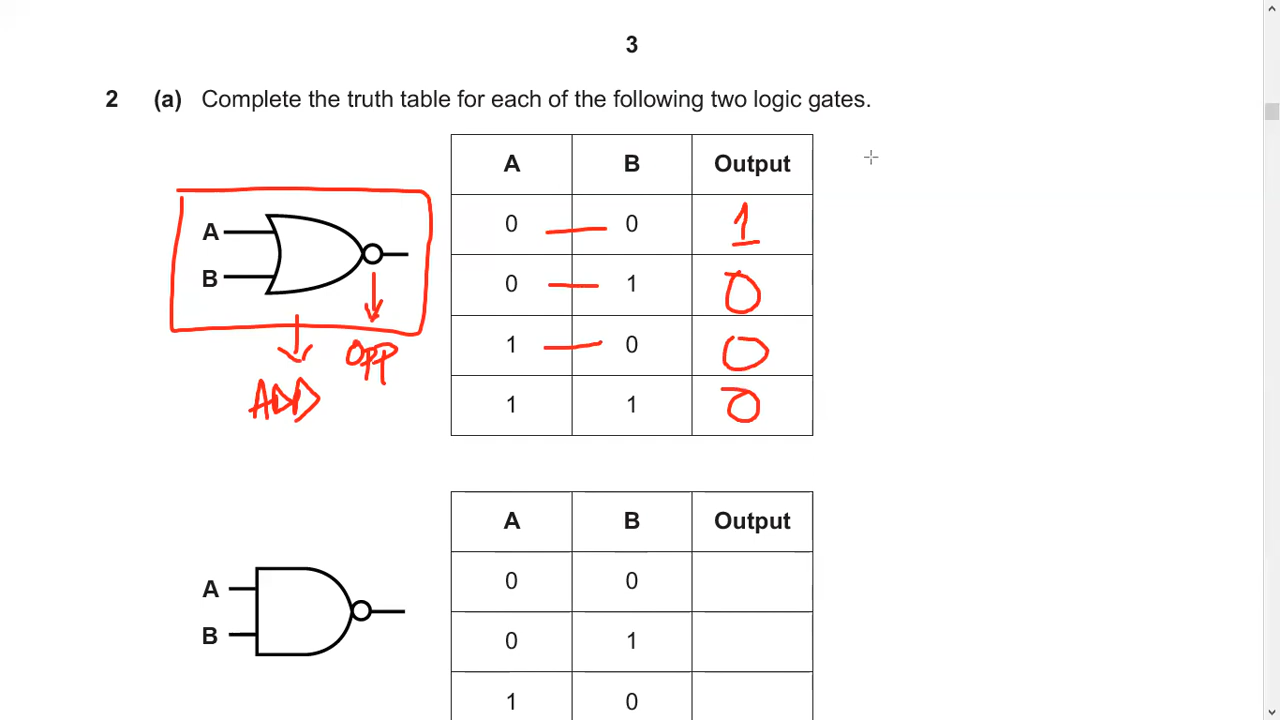 3
2 (a) Complete the truth table for each of the following two logic gates.
A B Output
0 0 1
0 1 0
1 0 0
1 1 0
A
B
OPP
ADD
A B Output
0 0
0 1
1 0
A
B